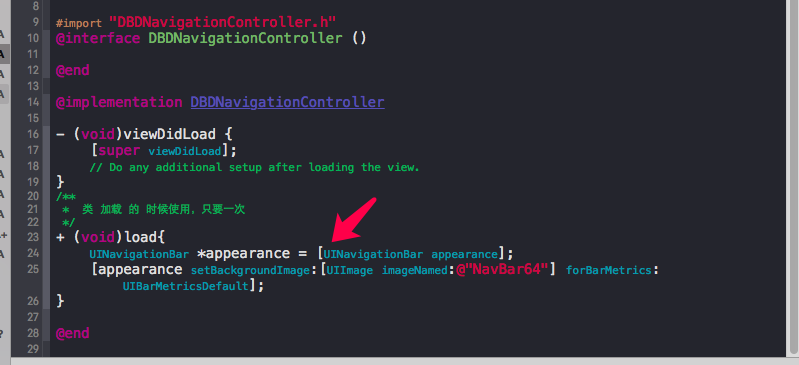 8
9 #import "DBDNavigationController.h"
10 @interface DBDNavigationController ()
11
12 @end
13
14 @implementation DBDNavigationController
15
16 - (void)viewDidLoad {
17 [super viewDidLoad];
18 // Do any additional setup after loading the view.
19 }
20 /**
21 * 类 加载 的 时候使用，只要一次
22 */
23 + (void)load{
24 UINavigationBar *appearance = [UINavigationBar appearance];
25 [appearance setBackgroundImage:[UIImage imageNamed:@"NavBar64"] forBarMetrics:
UIBarMetricsDefault];
26 }
27
28 @end
29